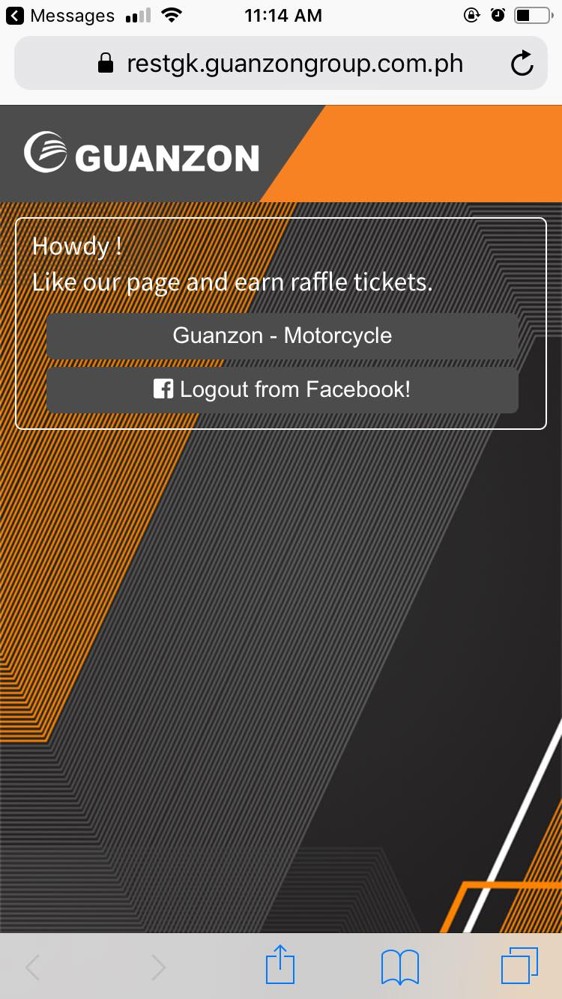 Messages 11:14 AM
restgk.guanzongroup.com.ph
GUANZON
Howdy !
Like our page and earn raffle tickets.
Guanzon - Motorcycle
Logout from Facebook!